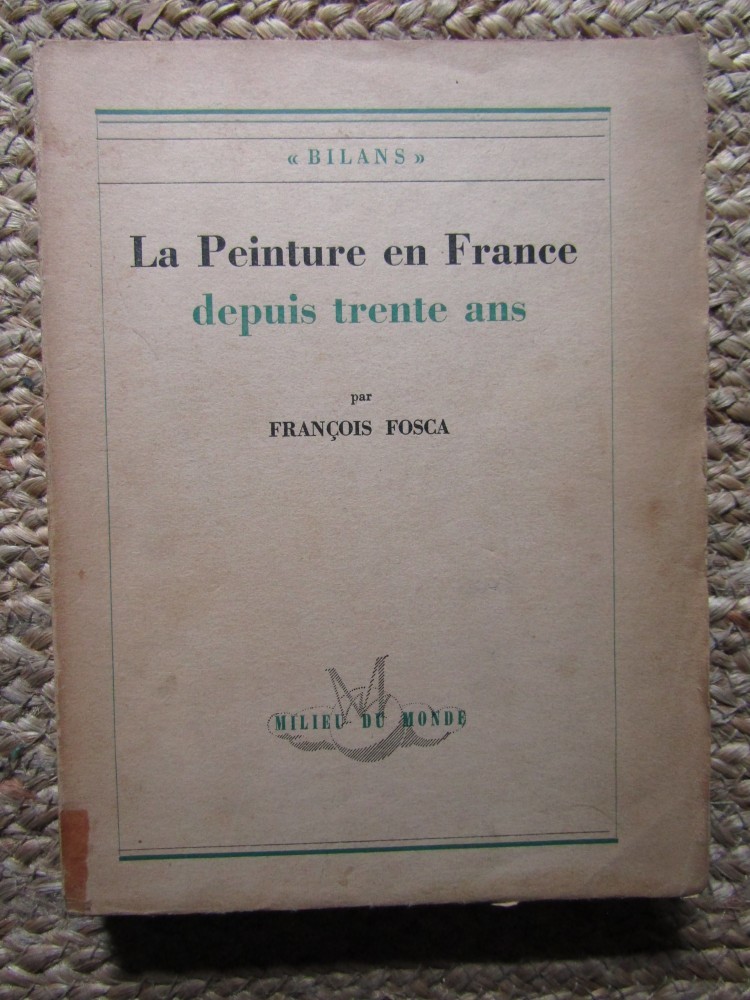 « BILANS »
La Peinture en France
depuis trente ans
par
FRANÇOIS FOSCA
M
MILIEU DU MONDE